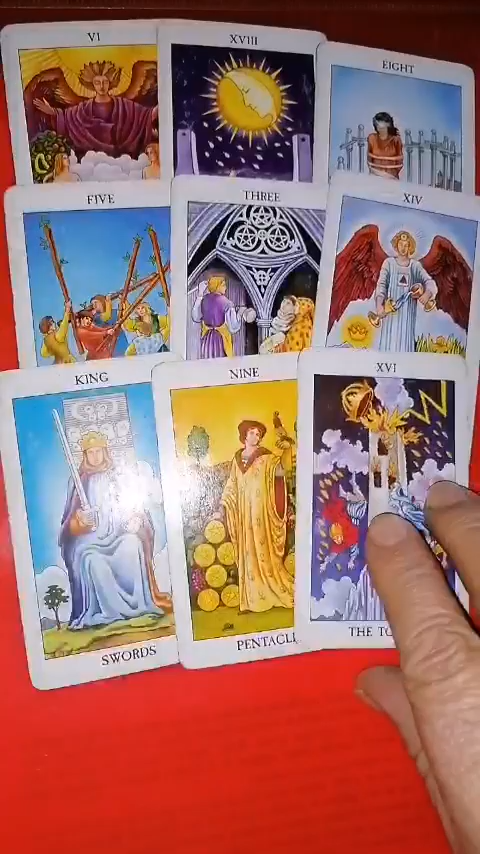 VI
XVIII
EIGHT
FIVE
THREE
XIV
KING
NINE
XVI
SWORDS
PENTACL
THE TO